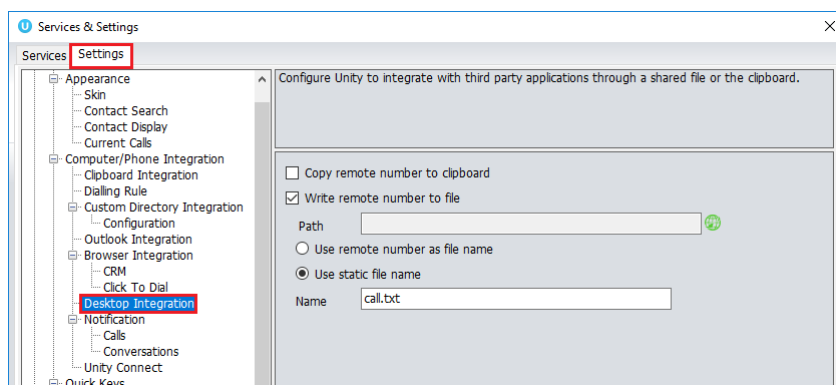 Services & Settings
Services Settings
Appearance
Skin
Contact Search
Contact Display
Current Calls
Computer/Phone Integration
Clipboard Integration
Dialling Rule
Custom Directory Integration
Configuration
Outlook Integration
Browser Integration
CRM
Click To Dial
Desktop Integration
Notification
Calls
Conversations
Unity Connect
Quick Keys
Configure Unity to integrate with third party applications through a shared file or the clipboard.
Copy remote number to clipboard
Write remote number to file
Path
Use remote number as file name
Use static file name
Name call.txt